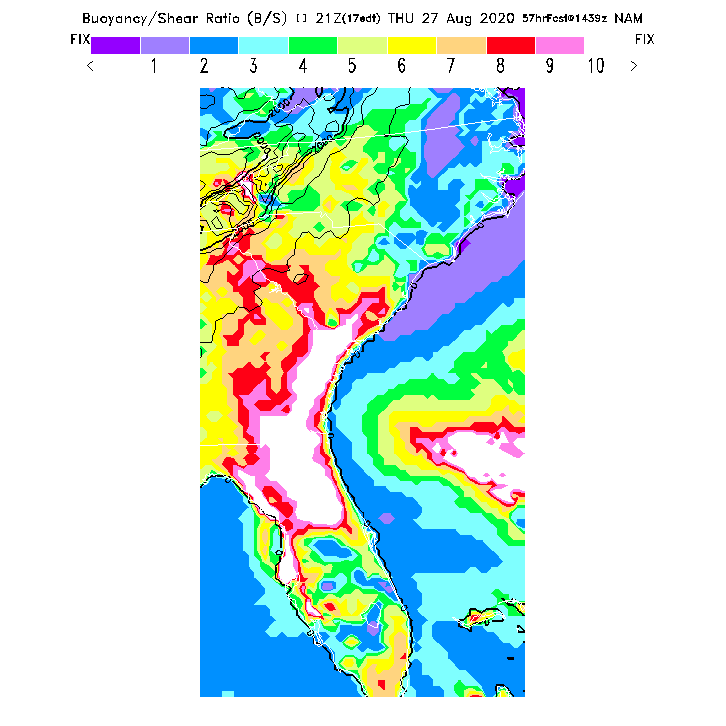 Buoyancy/Shear Ratio (B/S) [] 21Z(17edt) THU 27 Aug 2020 57hrFcst@1439z NAM
FIX FIX
< 1 2 3 4 5 6 7 8 9 10 >